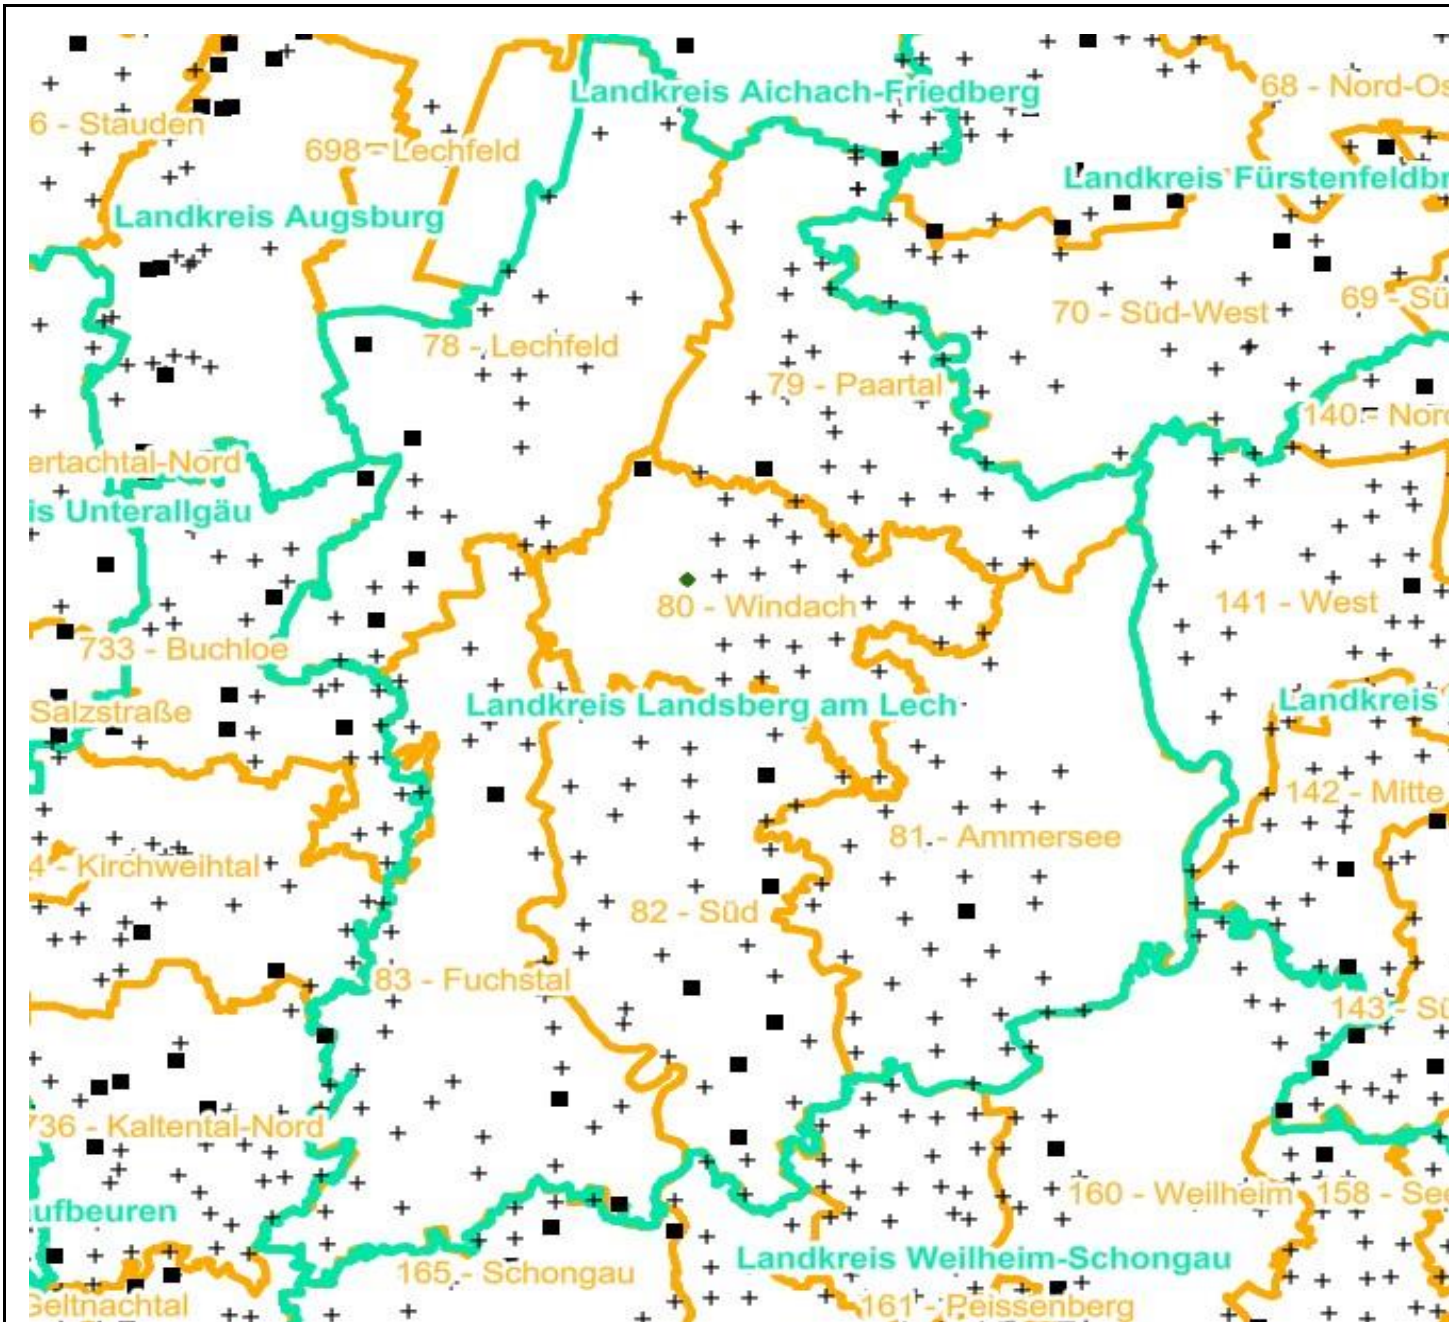 Landkreis Aichach-Friedberg
68 - Nord-Os
6 - Stauden
698 - Lechfeld
Landkreis Fürstenfeldbr
Landkreis Augsburg
69 - Sü
70 - Süd-West
78 - Lechfeld
79 - Paartal
140 - Nord
ertachtal-Nord
is Unterallgäu
80 - Windach
141 - West
733 - Buchloe
Landkreis
Landkreis Landsberg am Lech
Salzstraße
142 - Mitte
81 - Ammersee
4 - Kirchweihtal
82 - Süd
83 - Fuchstal
143 - Sü
736 - Kaltental-Nord
160 - Weilheim
158 - See
ufbeuren
Landkreis Weilheim-Schongau
165 - Schongau
Geltnachtal
161 - Peissenberg